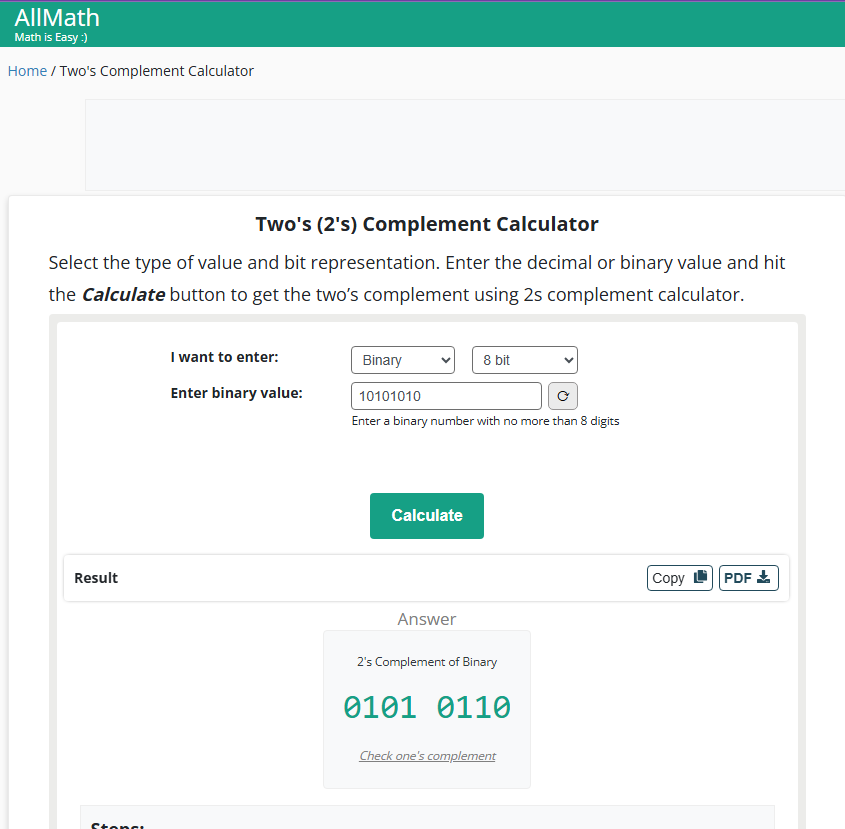 AllMath
Math is Easy :)
Home / Two's Complement Calculator
Two's (2's) Complement Calculator
Select the type of value and bit representation. Enter the decimal or binary value and hit
the Calculate button to get the two’s complement using 2s complement calculator.
I want to enter: Binary 8 bit
Enter binary value: 10101010
Enter a binary number with no more than 8 digits
Calculate
Result Copy PDF
Answer
2's Complement of Binary
0101 0110
Check one's complement
Steps: